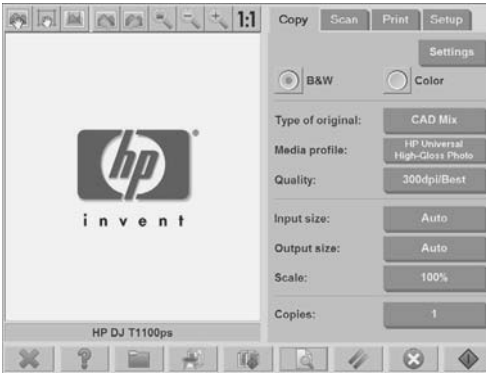 1:1
Copy Scan Print Setup
Settings
B&W Color
Type of original: CAD Mix
Media profile: HP Universal
High-Gloss Photo
Quality: 300dpi/Best
Input size: Auto
Output size: Auto
Scale: 100%
Copies: 1
hp
invent
HP DJ T1100ps
?